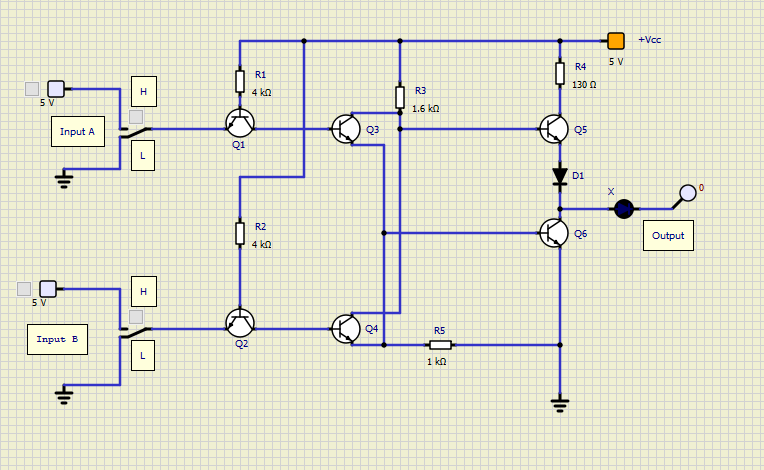 +Vcc
5 V
R1
4 kΩ
R3
1.6 kΩ
R4
130 Ω
5 V
H
Input A
L
Q1
Q3
Q5
D1
X
0
Output
R2
4 kΩ
Q6
5 V
H
Input B
L
Q2
Q4
R5
1 kΩ